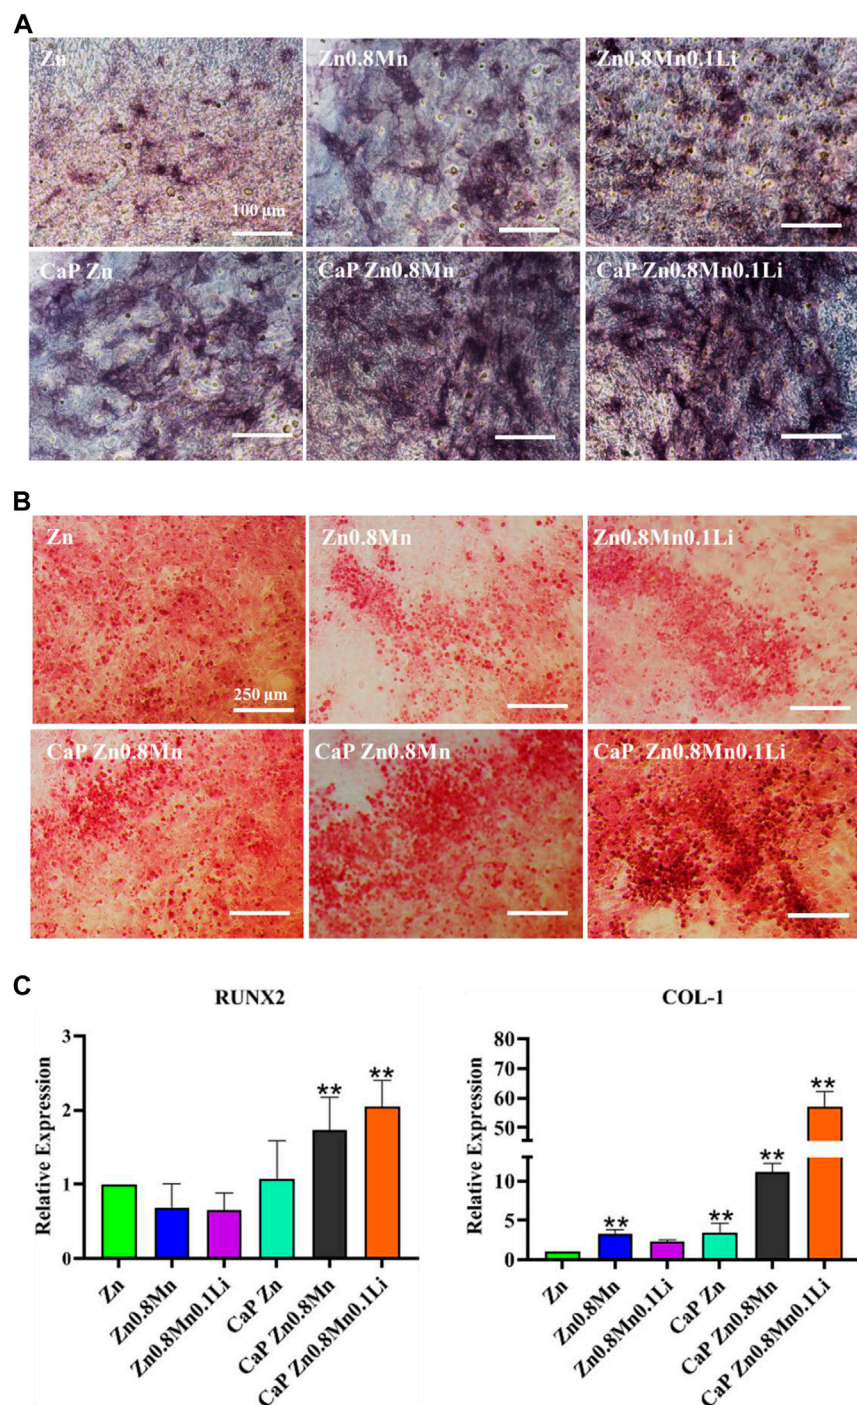 A
Zn
Zn0.8Mn
Zn0.8Mn0.1Li
100 µm
CaP Zn
CaP Zn0.8Mn
CaP Zn0.8Mn0.1Li
B
Zn
Zn0.8Mn
Zn0.8Mn0.1Li
250 µm
CaP Zn0.8Mn
CaP Zn0.8Mn
CaP Zn0.8Mn0.1Li
C
RUNX2
Relative Expression
3
2
1
0
**
**
Zn
Zn0.8Mn
Zn0.8Mn0.1Li
CaP Zn
CaP Zn0.8Mn
CaP Zn0.8Mn0.1Li
COL-1
Relative Expression
80
70
60
50
10
5
0
**
**
**
**
Zn
Zn0.8Mn
Zn0.8Mn0.1Li
CaP Zn
CaP Zn0.8Mn
CaP Zn0.8Mn0.1Li